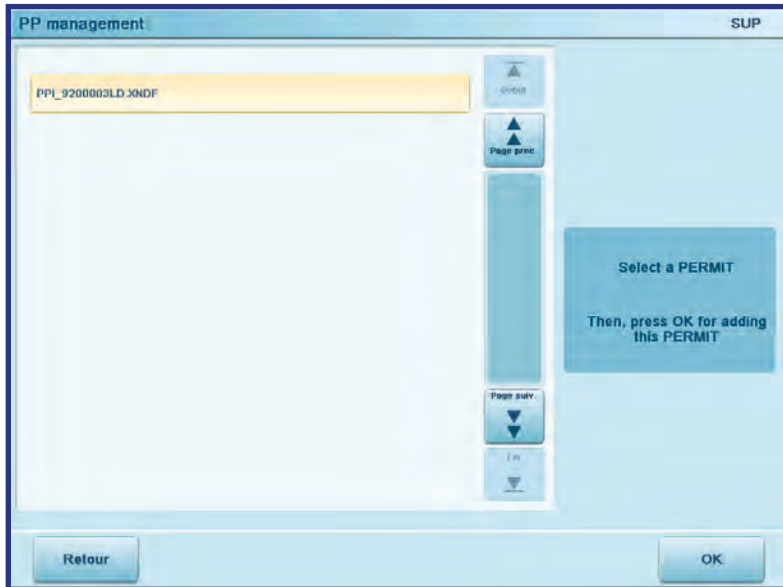 PP management
SUP
PPI_9200003LD.XNDF
Début
Page prec.
Page suiv.
Fin
Select a PERMIT
Then, press OK for adding
this PERMIT
Retour
OK